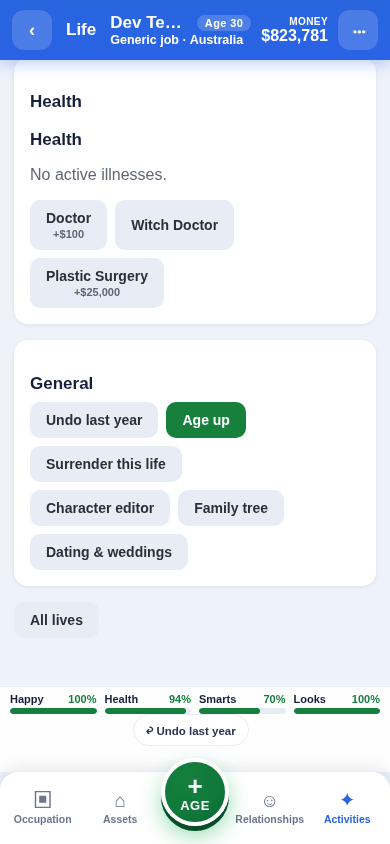 ‹ Life Dev Te... Age 30 MONEY
Generic job · Australia $823,781 •••
Health
Health
No active illnesses.
Doctor
+$100
Witch Doctor
Plastic Surgery
+$25,000
General
Undo last year Age up
Surrender this life
Character editor Family tree
Dating & weddings
All lives
Happy 100% Health 94% Smarts 70% Looks 100%
Undo last year
+
AGE
Occupation Assets Relationships Activities